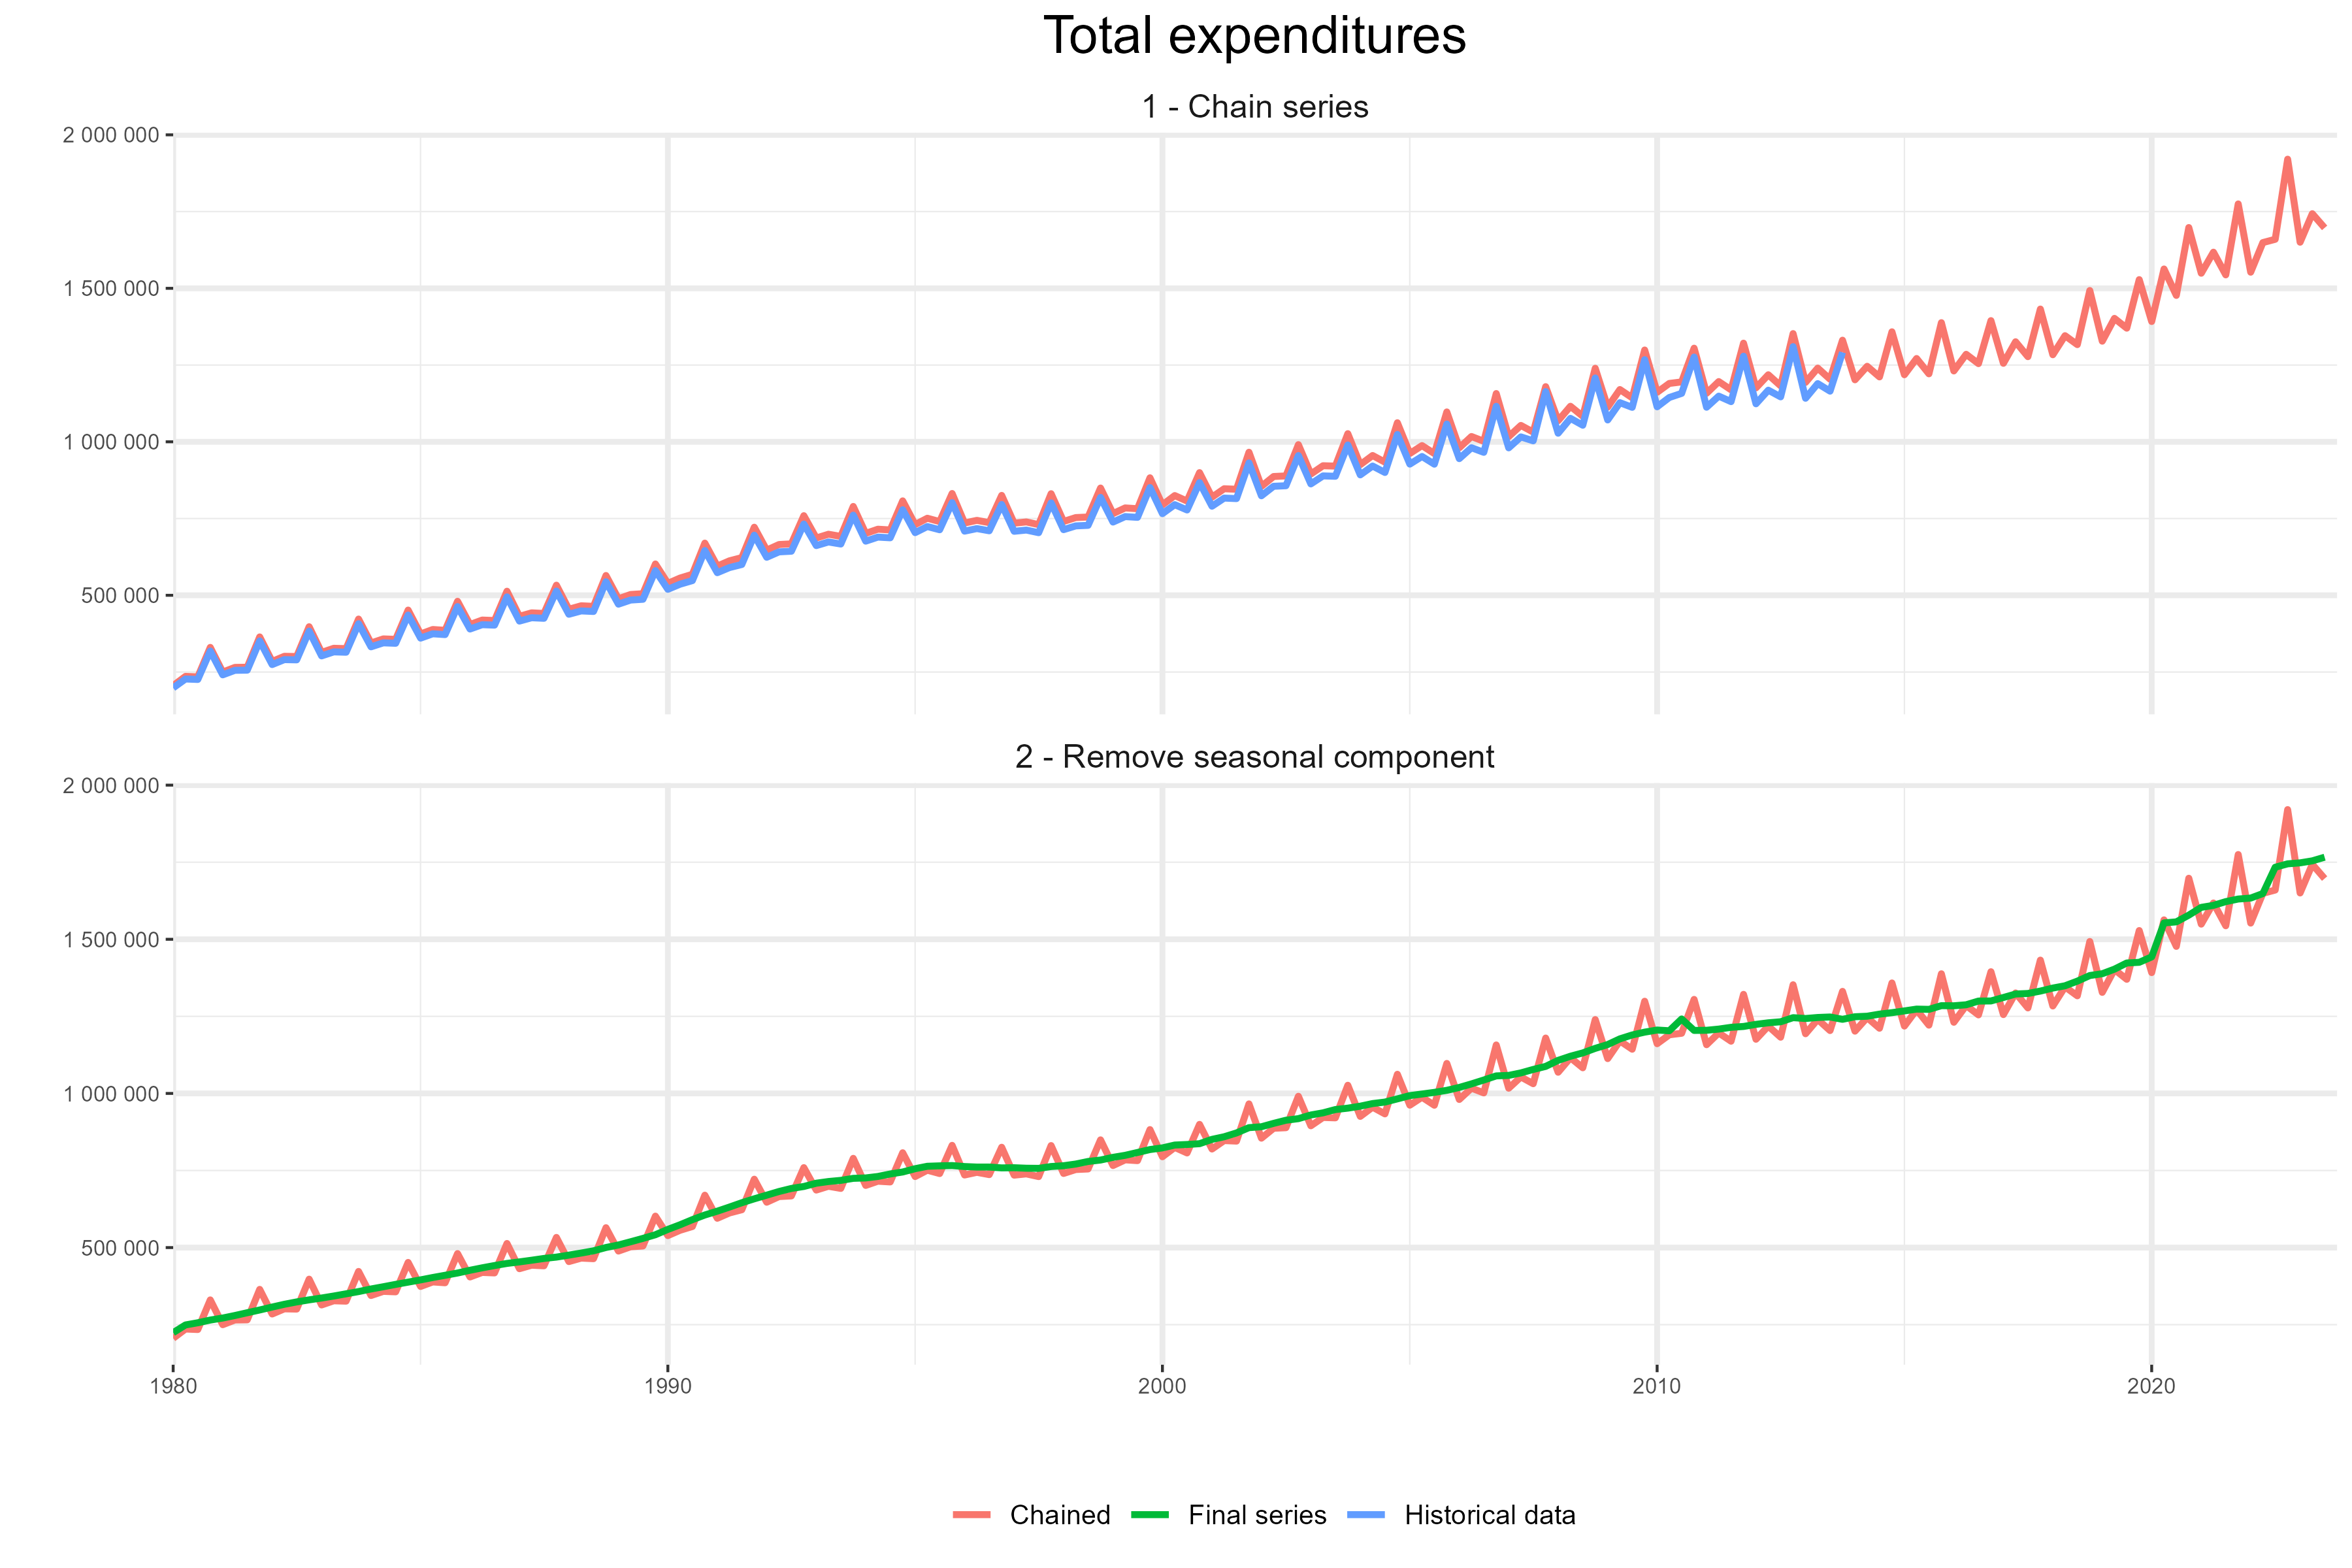 Total expenditures
1 - Chain series
2 000 000
1 500 000
1 000 000
500 000
2 - Remove seasonal component
2 000 000
1 500 000
1 000 000
500 000
1980 1990 2000 2010 2020
Chained Final series Historical data